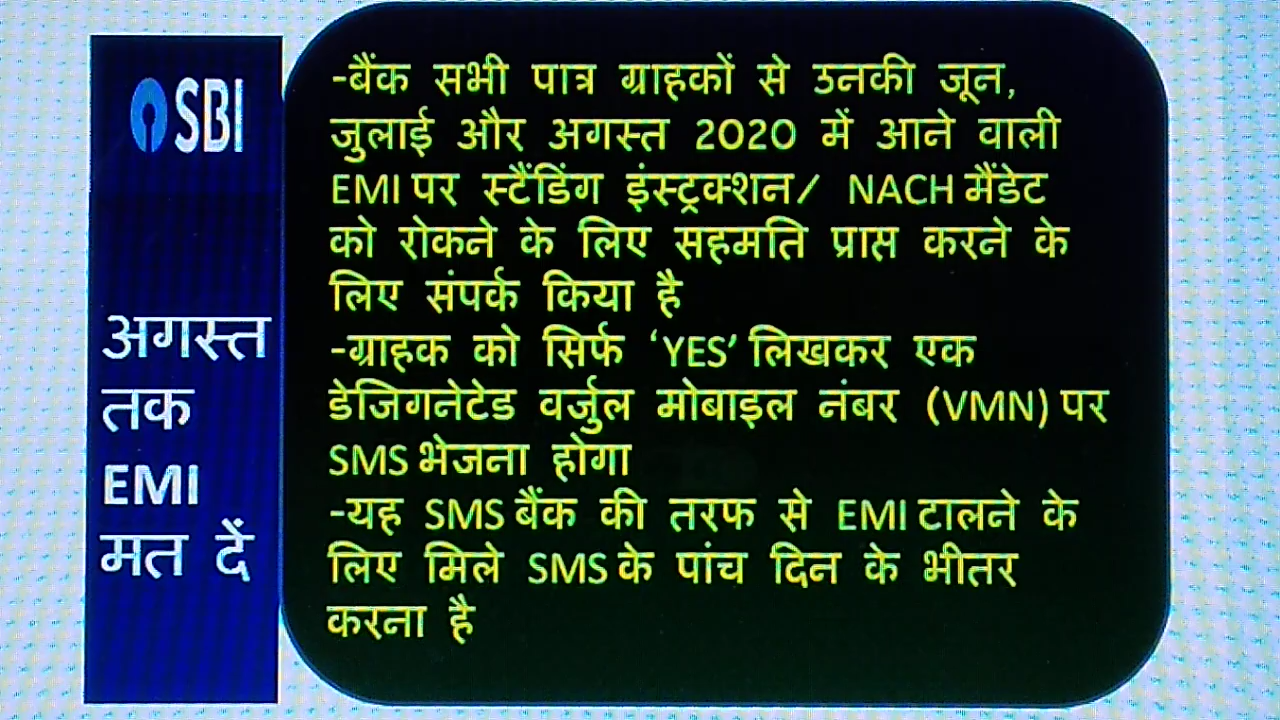 SBI
अगस्त
तक
EMI
मत दें
-बैंक सभी पात्र ग्राहकों से उनकी जून,
जुलाई और अगस्त 2020 में आने वाली
EMI पर स्टैंडिंग इंस्ट्रक्शन/ NACH मैंडेट
को रोकने के लिए सहमति प्राप्त करने के
लिए संपर्क किया है
-ग्राहक को सिर्फ ‘YES’ लिखकर एक
डेजिगनेटेड वर्जुल मोबाइल नंबर (VMN) पर
SMS भेजना होगा
-यह SMS बैंक की तरफ से EMI टालने के
लिए मिले SMS के पांच दिन के भीतर
करना है